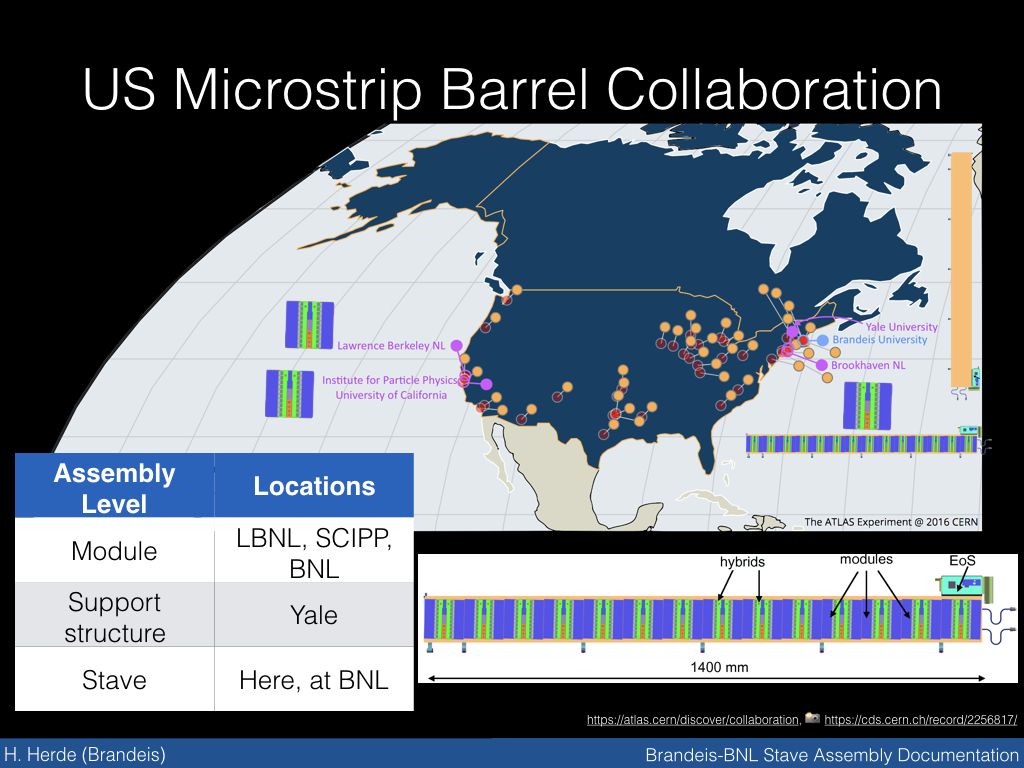 US Microstrip Barrel Collaboration
Lawrence Berkeley NL
Institute for Particle Physics
University of California
Yale University
Brandeis University
Brookhaven NL
The ATLAS Experiment @ 2016 CERN
Assembly
Level
Locations
Module
LBNL, SCIPP,
BNL
Support
structure
Yale
Stave
Here, at BNL
hybrids
modules
EoS
1400 mm
https://atlas.cern/discover/collaboration, https://cds.cern.ch/record/2256817/
H. Herde (Brandeis)
Brandeis-BNL Stave Assembly Documentation